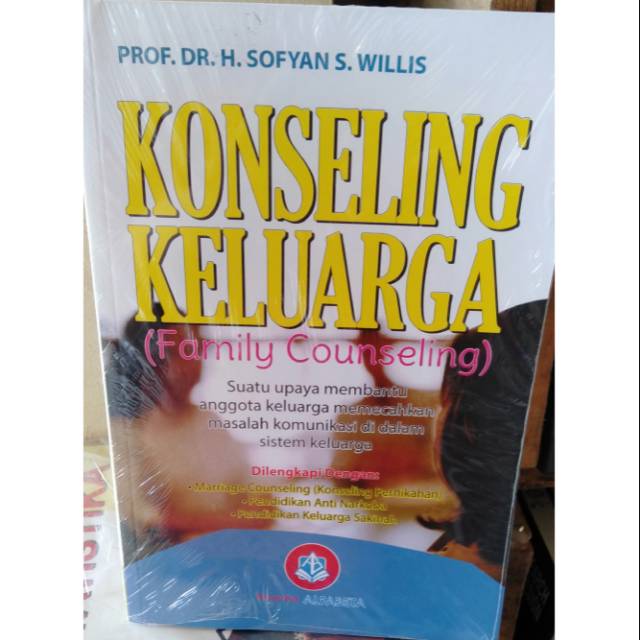 PROF. DR. H. SOFYAN S. WILLIS
KONSELING
KELUARGA
(Family Counseling)
Suatu upaya membantu
anggota keluarga memecahkan
masalah komunikasi di dalam
sistem keluarga
Dilengkapi Dengan:
• Marriage Counseling (Konseling Pernikahan)
• Pendidikan Anti Narkoba
• Pendidikan Keluarga Sakinah
ALFABETA